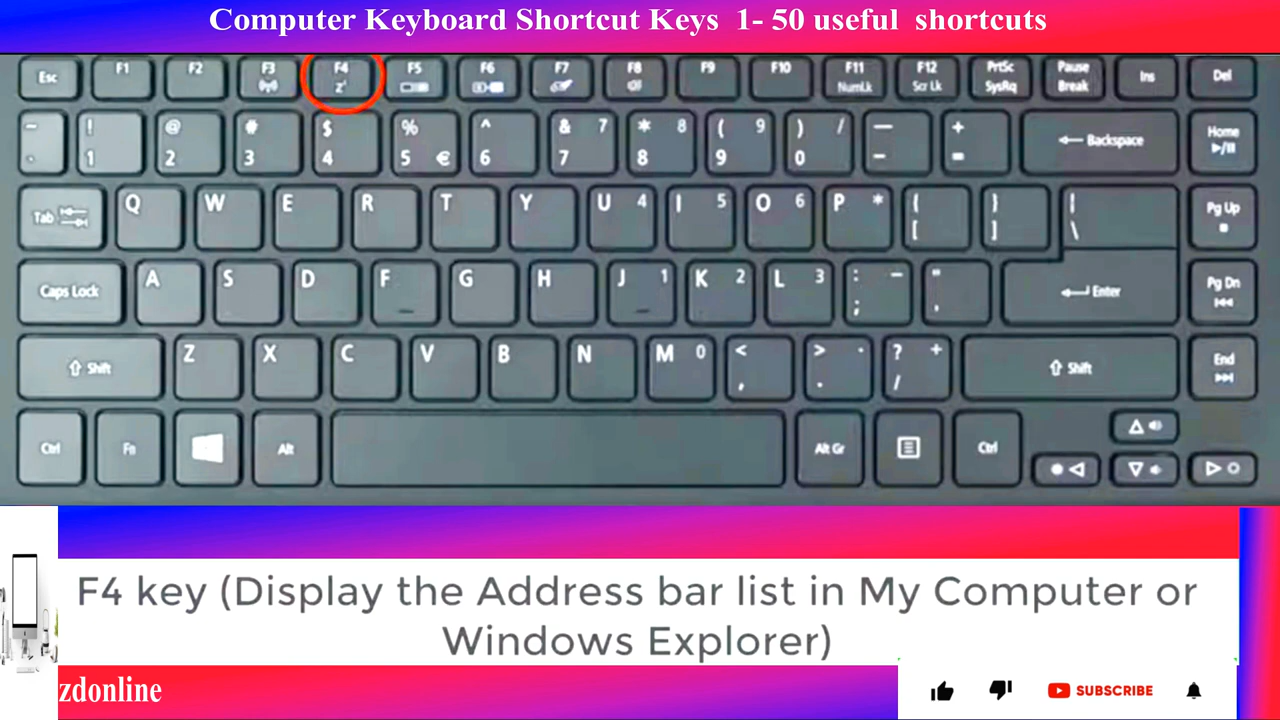 Computer Keyboard Shortcut Keys 1- 50 useful shortcuts
Esc F1 F2 F3 F4 F5 F6 F7 F8 F9 F10 F11 F12 PrtSc Pause Ins Del
zᶻ NumLk Scr Lk SysRq Break
~ ! @ # $ % ^ & 7 * 8 ( 9 ) / — + Backspace Home
1 2 3 4 5 € 6 7 8 9 0 - =
Tab Q W E R T Y U 4 I 5 O 6 P * { } | Pg Up
[ ] \
Caps Lock A S D F G H J 1 K 2 L 3 : - " Enter Pg Dn
; '
Shift Z X C V B N M 0 < > . ? + Shift End
, . /
Ctrl Fn Alt Alt Gr Ctrl
F4 key (Display the Address bar list in My Computer or
Windows Explorer)
zdonline
SUBSCRIBE